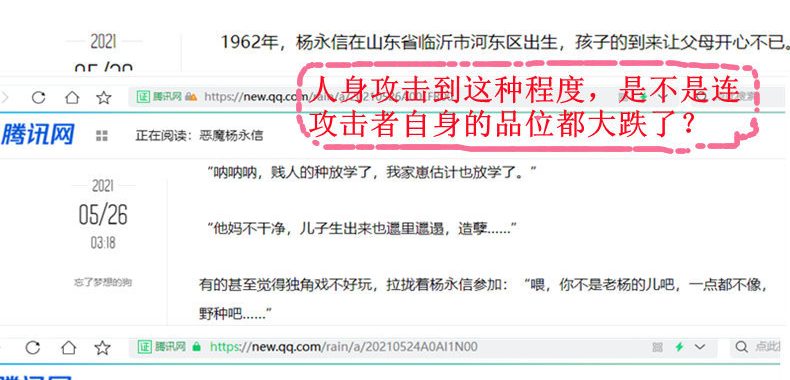 2021
1962年，杨永信在山东省临沂市河东区出生，孩子的到来让父母开心不已。
人身攻击到这种程度，是不是连
攻击者自身的品位都大跌了？
证 腾讯网 https://new.qq.com/rain/a/
腾讯网
正在阅读：恶魔杨永信
2021
05/26
03:18
忘了梦想的狗
“呐呐呐，贱人的种放学了，我家崽估计也放学了。”
“他妈不干净，儿子生出来也邋里邋遢，造孽......”
有的甚至觉得独角戏不好玩，拉拢着杨永信参加：“喂，你不是老杨的儿吧，一点都不像，
野种吧......”
证 腾讯网 https://new.qq.com/rain/a/20210524A0AI1N00
点此